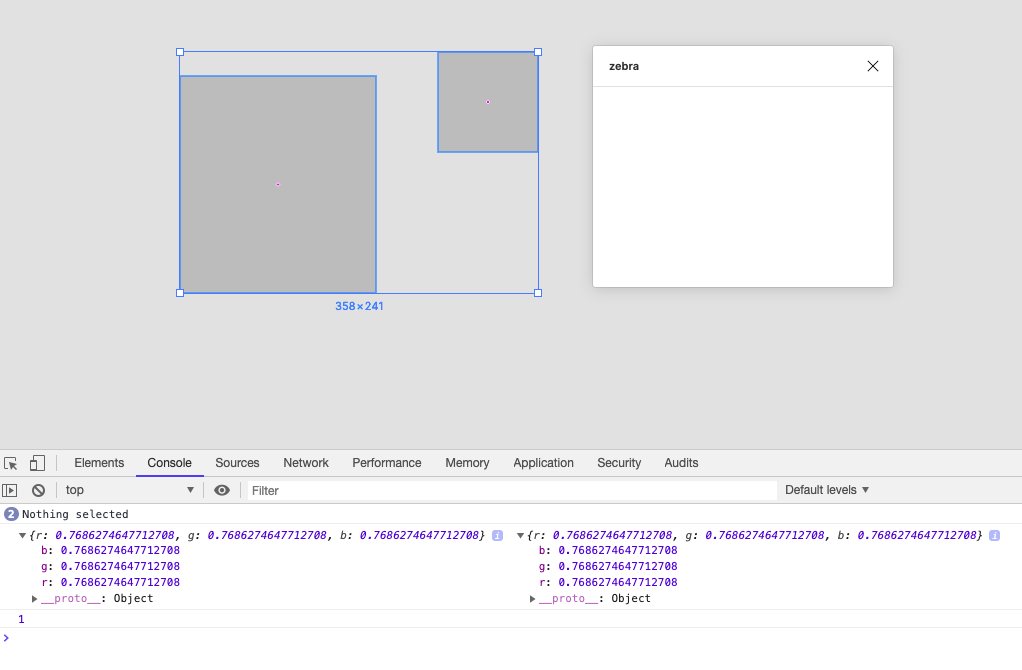 zebra
358×241
Elements Console Sources Network Performance Memory Application Security Audits
top Filter Default levels
2 Nothing selected
{r: 0.7686274647712708, g: 0.7686274647712708, b: 0.7686274647712708} i {r: 0.7686274647712708, g: 0.7686274647712708, b: 0.7686274647712708} i
b: 0.7686274647712708 b: 0.7686274647712708
g: 0.7686274647712708 g: 0.7686274647712708
r: 0.7686274647712708 r: 0.7686274647712708
__proto__: Object __proto__: Object
1